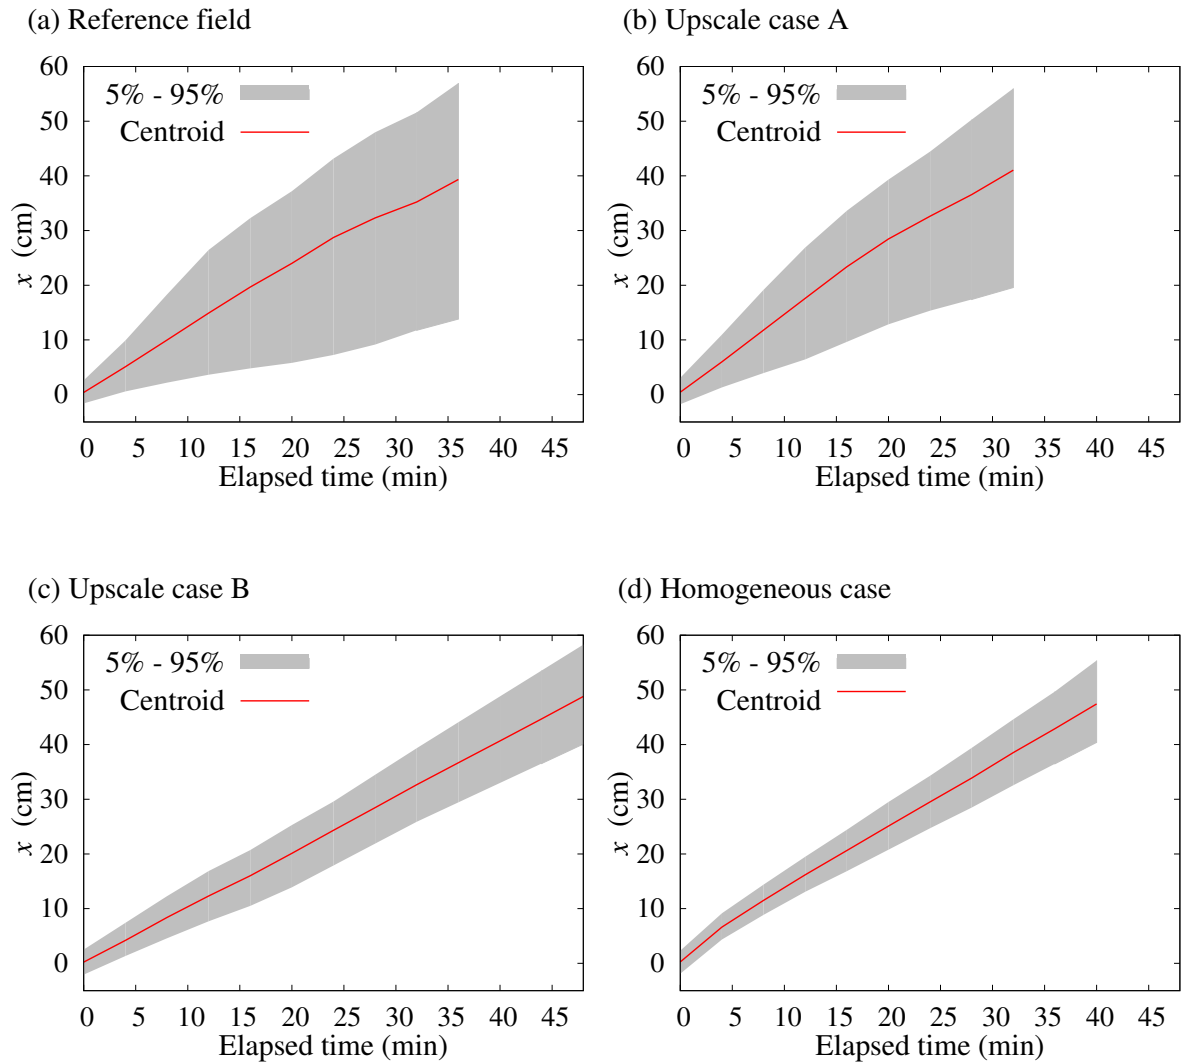 (a) Reference field
60
50
40
30
20
10
0
x (cm)
5% - 95%
Centroid
0 5 10 15 20 25 30 35 40 45
Elapsed time (min)
(b) Upscale case A
60
50
40
30
20
10
0
x (cm)
5% - 95%
Centroid
0 5 10 15 20 25 30 35 40 45
Elapsed time (min)
(c) Upscale case B
60
50
40
30
20
10
0
x (cm)
5% - 95%
Centroid
0 5 10 15 20 25 30 35 40 45
Elapsed time (min)
(d) Homogeneous case
60
50
40
30
20
10
0
x (cm)
5% - 95%
Centroid
0 5 10 15 20 25 30 35 40 45
Elapsed time (min)